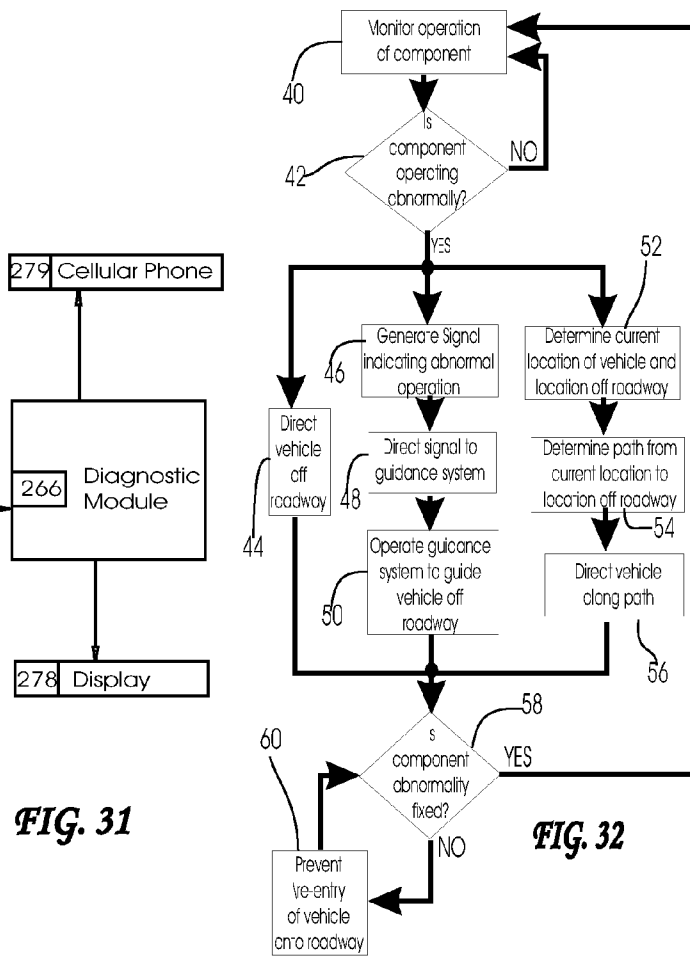 279 Cellular Phone
266
Diagnostic
Module
278 Display
FIG. 31
Monitor operation
of component
40
Is
component
operating
abnormally?
42
NO
YES
Direct
vehicle
off
roadway
44
Generate Signal
indicating abnormal
operation
46
Direct signal to
guidance system
48
Operate guicance
system to guide
vehicle off
roadway
50
52
Determine current
location of vehicle and
location off roadway
Determine path from
current location to
location off roadway
54
Direct vehicle
clong path
56
58
Is
component
abnormality
fixed?
YES
NO
60
Prevent
re-entry
of vehicle
onto roadway
FIG. 32